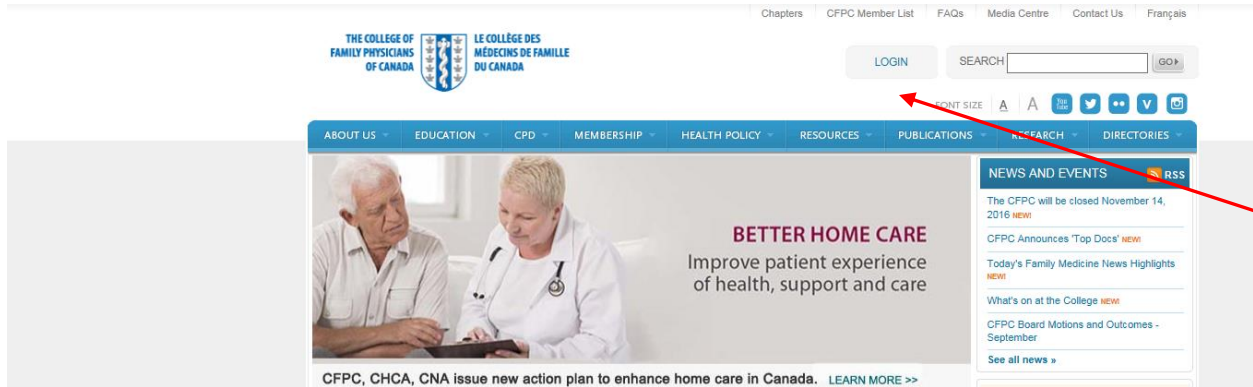 Chapters CFPC Member List FAQs Media Centre Contact Us Français
THE COLLEGE OF
FAMILY PHYSICIANS
OF CANADA
LE COLLÈGE DES
MÉDECINS DE FAMILLE
DU CANADA
LOGIN
SEARCH
GO
FONT SIZE A A You Tube V
ABOUT US EDUCATION CPD MEMBERSHIP HEALTH POLICY RESOURCES PUBLICATIONS RESEARCH DIRECTORIES
BETTER HOME CARE
Improve patient experience
of health, support and care
CFPC, CHCA, CNA issue new action plan to enhance home care in Canada. LEARN MORE >>
NEWS AND EVENTS RSS
The CFPC will be closed November 14,
2016 NEW!
CFPC Announces 'Top Docs' NEW!
Today's Family Medicine News Highlights
NEW!
What's on at the College NEW!
CFPC Board Motions and Outcomes -
September
See all news »